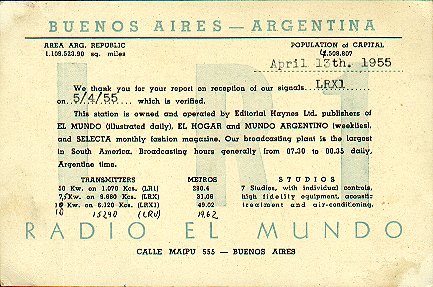 BUENOS AIRES — ARGENTINA
AREA ARG. REPUBLIC POPULATION of CAPITAL
1.109.523.90 sq. miles 4.508.807
April 13th. 1955
We thank you for your report on reception of our signals LRX1
on 5/4/55 which is verified.
This station is owned and operated by Editorial Haynes Ltd. publishers of
EL MUNDO (illustrated daily), EL HOGAR and MUNDO ARGENTINO (weeklies),
and SELECTA monthly fashion magazine. Our broadcasting plant is the largest
in South America. Broadcasting hours generally from 07.30 to 00.35 daily,
Argentine time.
TRANSMITTERS METROS STUDIOS
50 Kw. on 1.070 Kcs. (LR1) 280.4 7 Studios, with individual controls,
7,5 Kw. on 9.660 Kcs. (LRX) 31.06 high fidelity equipment, acoustic
10 Kw. on 6.120 Kcs. (LRX1) 49.02 treatment and air-conditioning.
10 15290 (LRU) 19,62
LR1
RADIO EL MUNDO
CALLE MAIPU 555 — BUENOS AIRES